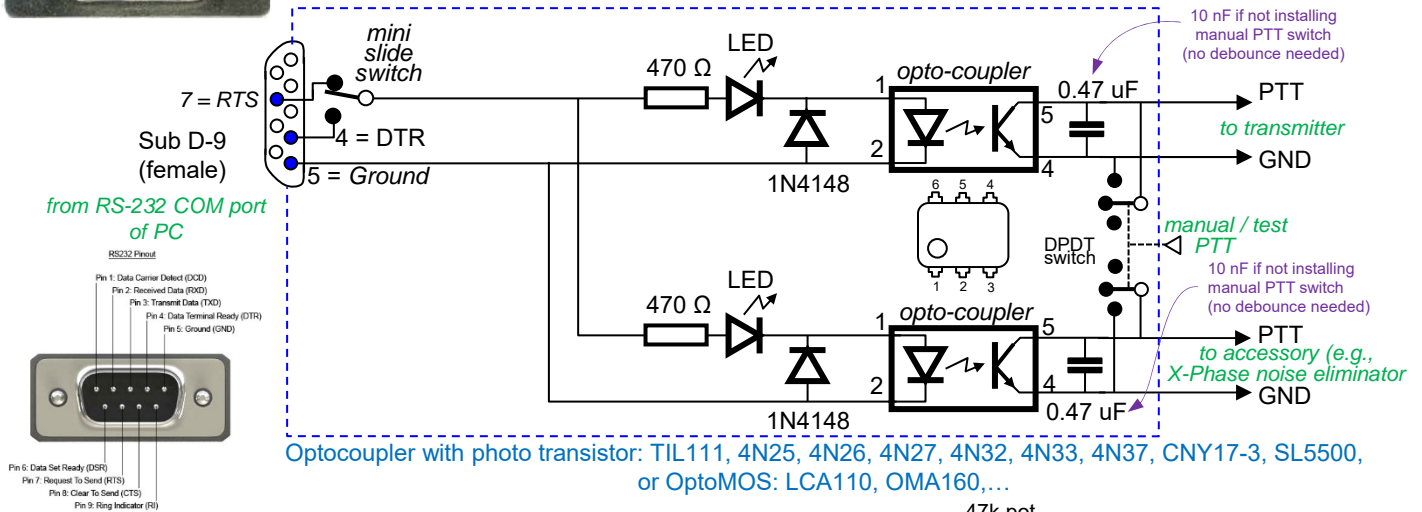 10 nF if not installing
manual PTT switch
(no debounce needed)
mini
slide
switch
LED
470 Ω
opto-coupler
0.47 uF
1
5
PTT
7 = RTS
to transmitter
Sub D-9
(female)
4 = DTR
2
4
GND
5 = Ground
1N4148
from RS-232 COM port
of PC
6 5 4
1 2 3
manual / test
PTT
DPDT
switch
RS232 Pinout
Pin 1: Data Carrier Detect (DCD)
Pin 2: Received Data (RXD)
Pin 3: Transmit Data (TXD)
Pin 4: Data Terminal Ready (DTR)
Pin 5: Ground (GND)
10 nF if not installing
manual PTT switch
(no debounce needed)
LED
470 Ω
opto-coupler
1
5
PTT
to accessory (e.g.,
X-Phase noise eliminator
2
4
GND
1N4148
0.47 uF
Optocoupler with photo transistor: TIL111, 4N25, 4N26, 4N27, 4N32, 4N33, 4N37, CNY17-3, SL5500,
or OptoMOS: LCA110, OMA160,…
Pin 6: Data Set Ready (DSR)
Pin 7: Request To Send (RTS)
Pin 8: Clear To Send (CTS)
Pin 9: Ring Indicator (RI)
47k pot